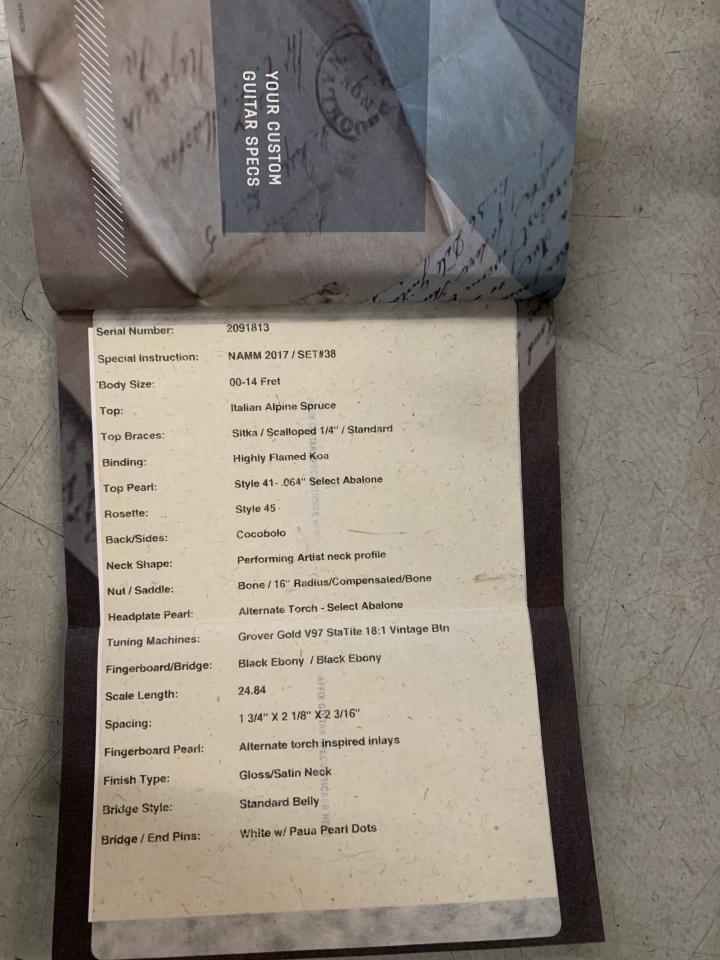 SPECS
YOUR CUSTOM
GUITAR SPECS
Serial Number: 2091813
Special Instruction: NAMM 2017 / SET#38
Body Size: 00-14 Fret
Top: Italian Alpine Spruce
Top Braces: Sitka / Scalloped 1/4" / Standard
Binding: Highly Flamed Koa
Top Pearl: Style 41- .064" Select Abalone
Rosette: Style 45
Back/Sides: Cocobolo
Neck Shape: Performing Artist neck profile
Nut / Saddle: Bone / 16" Radius/Compensated/Bone
Headplate Pearl: Alternate Torch - Select Abalone
Tuning Machines: Grover Gold V97 StaTite 18:1 Vintage Btn
Fingerboard/Bridge: Black Ebony / Black Ebony
Scale Length: 24.84
Spacing: 1 3/4" X 2 1/8" X 2 3/16"
Fingerboard Pearl: Alternate torch inspired inlays
Finish Type: Gloss/Satin Neck
Bridge Style: Standard Belly
Bridge / End Pins: White w/ Paua Pearl Dots
AFFIX GUITAR SPEC STICKER HERE